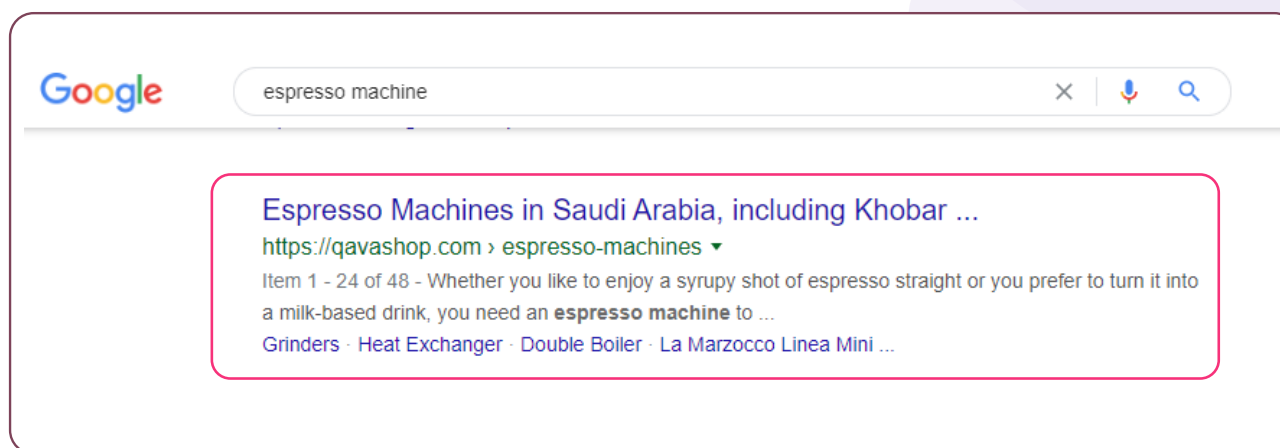 Google
espresso machine
Espresso Machines in Saudi Arabia, including Khobar ...
https://qavashop.com › espresso-machines
Item 1 - 24 of 48 - Whether you like to enjoy a syrupy shot of espresso straight or you prefer to turn it into
a milk-based drink, you need an espresso machine to ...
Grinders · Heat Exchanger · Double Boiler · La Marzocco Linea Mini ...